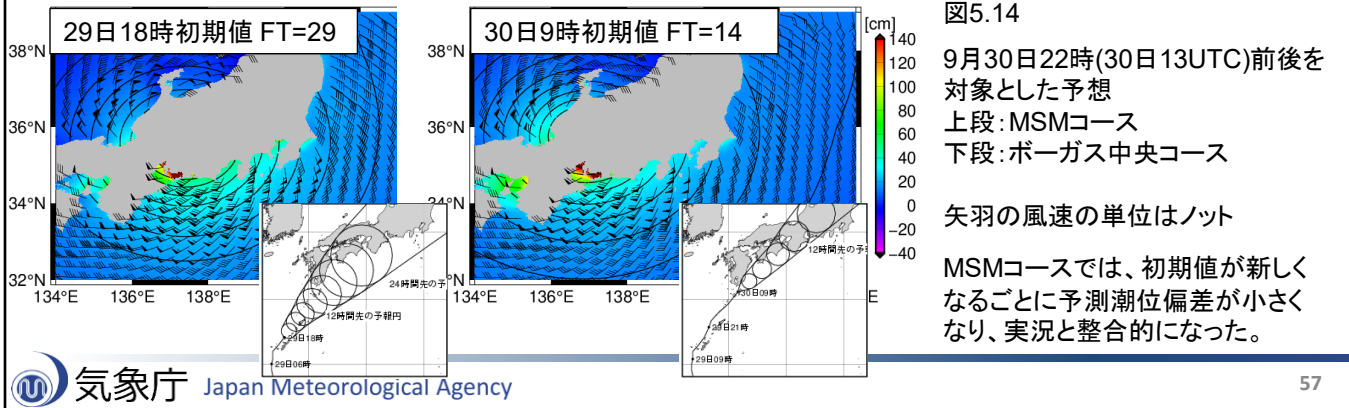 29日18時初期値 FT=29
38°N
36°N
34°N
32°N
134°E
136°E
138°E
24時間先の予
12時間先の予報円
29日18時
29日06時
30日9時初期値 FT=14
38°N
36°N
°N
134°E
136°E
138°E
E
12時間先の予
30日09時
29日21時
29日09時
[cm]
140
120
100
80
60
40
20
0
−20
−40
図5.14
9月30日22時(30日13UTC)前後を
対象とした予想
上段：MSMコース
下段：ボーガス中央コース
矢羽の風速の単位はノット
MSMコースでは、初期値が新しく
なるごとに予測潮位偏差が小さく
なり、実況と整合的になった。
気象庁 Japan Meteorological Agency
57